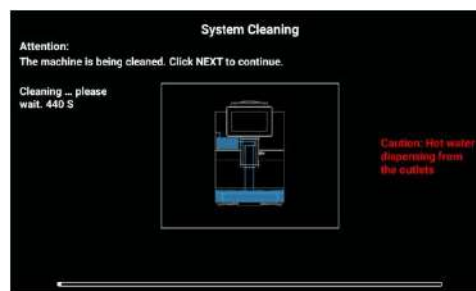 System Cleaning
Attention:
The machine is being cleaned. Click NEXT to continue.
Cleaning ... please
wait. 440 S
Caution: Hot water
dispensing from
the outlets